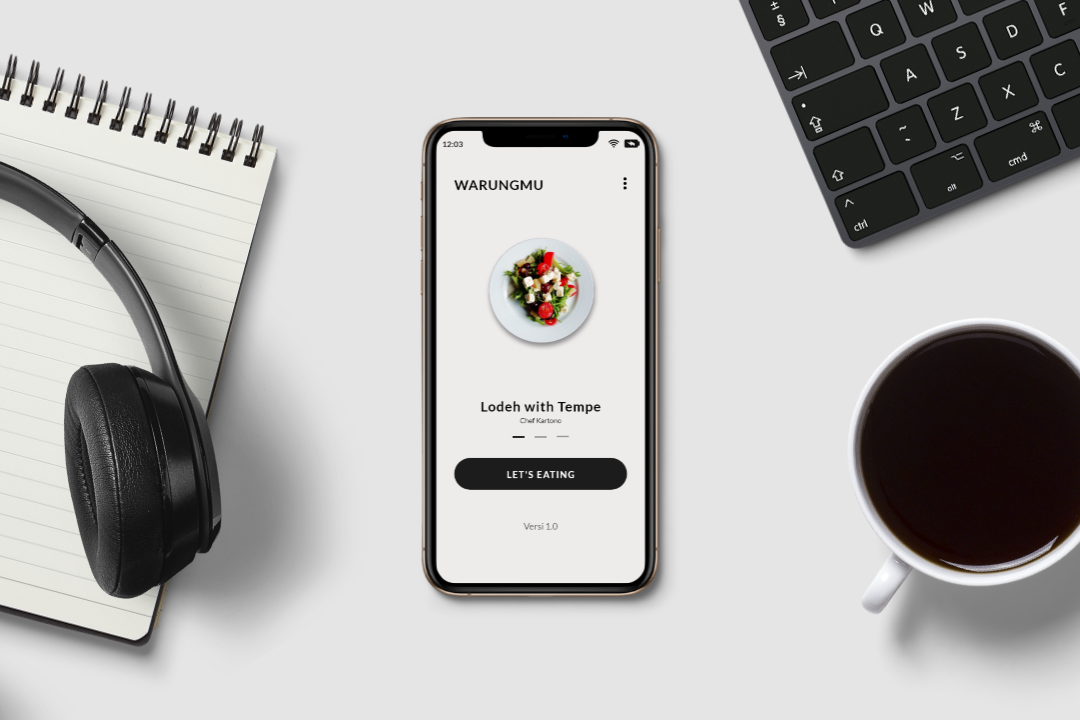 12:03
WARUNGMU
Lodeh with Tempe
Chef Kartono
LET'S EATING
Versi 1.0
± §
Q W
A S D F
~ Z X C
⌘
cmd
⌥
alt
^
ctrl